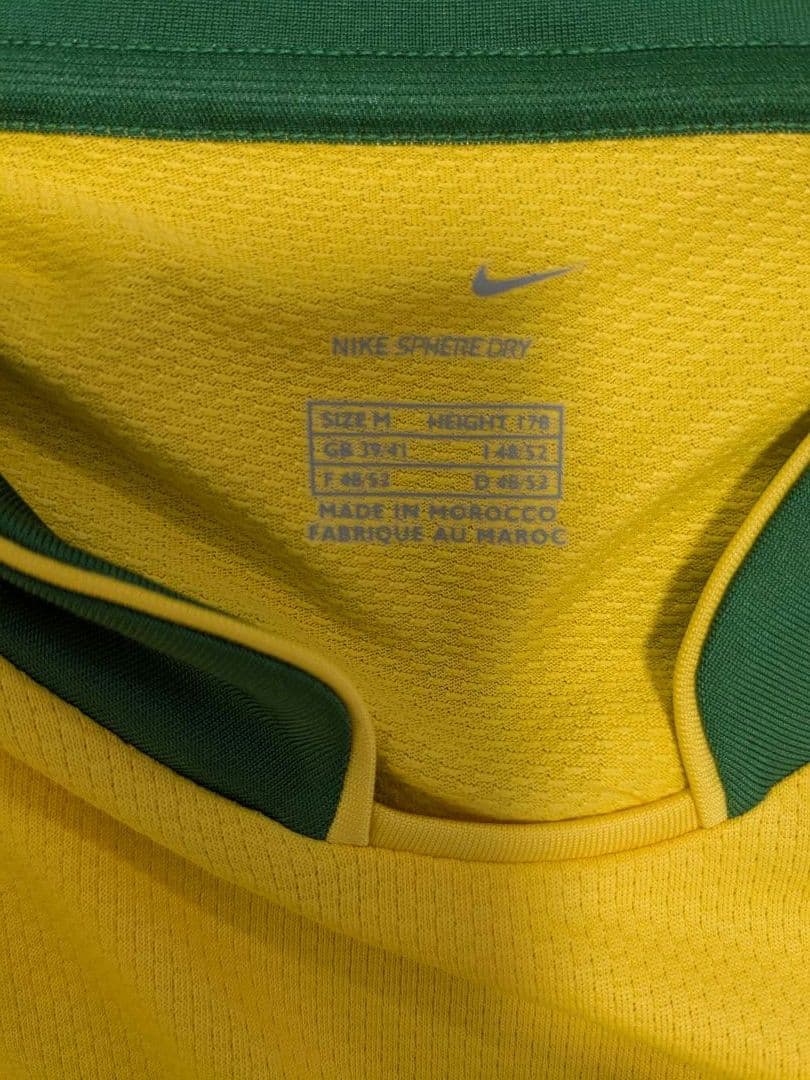 NIKE SPHERE DRY
SIZE M HEIGHT 178
GB 39/41 I 48/52
F 48/52 D 48/52
MADE IN MOROCCO
FABRIQUE AU MAROC